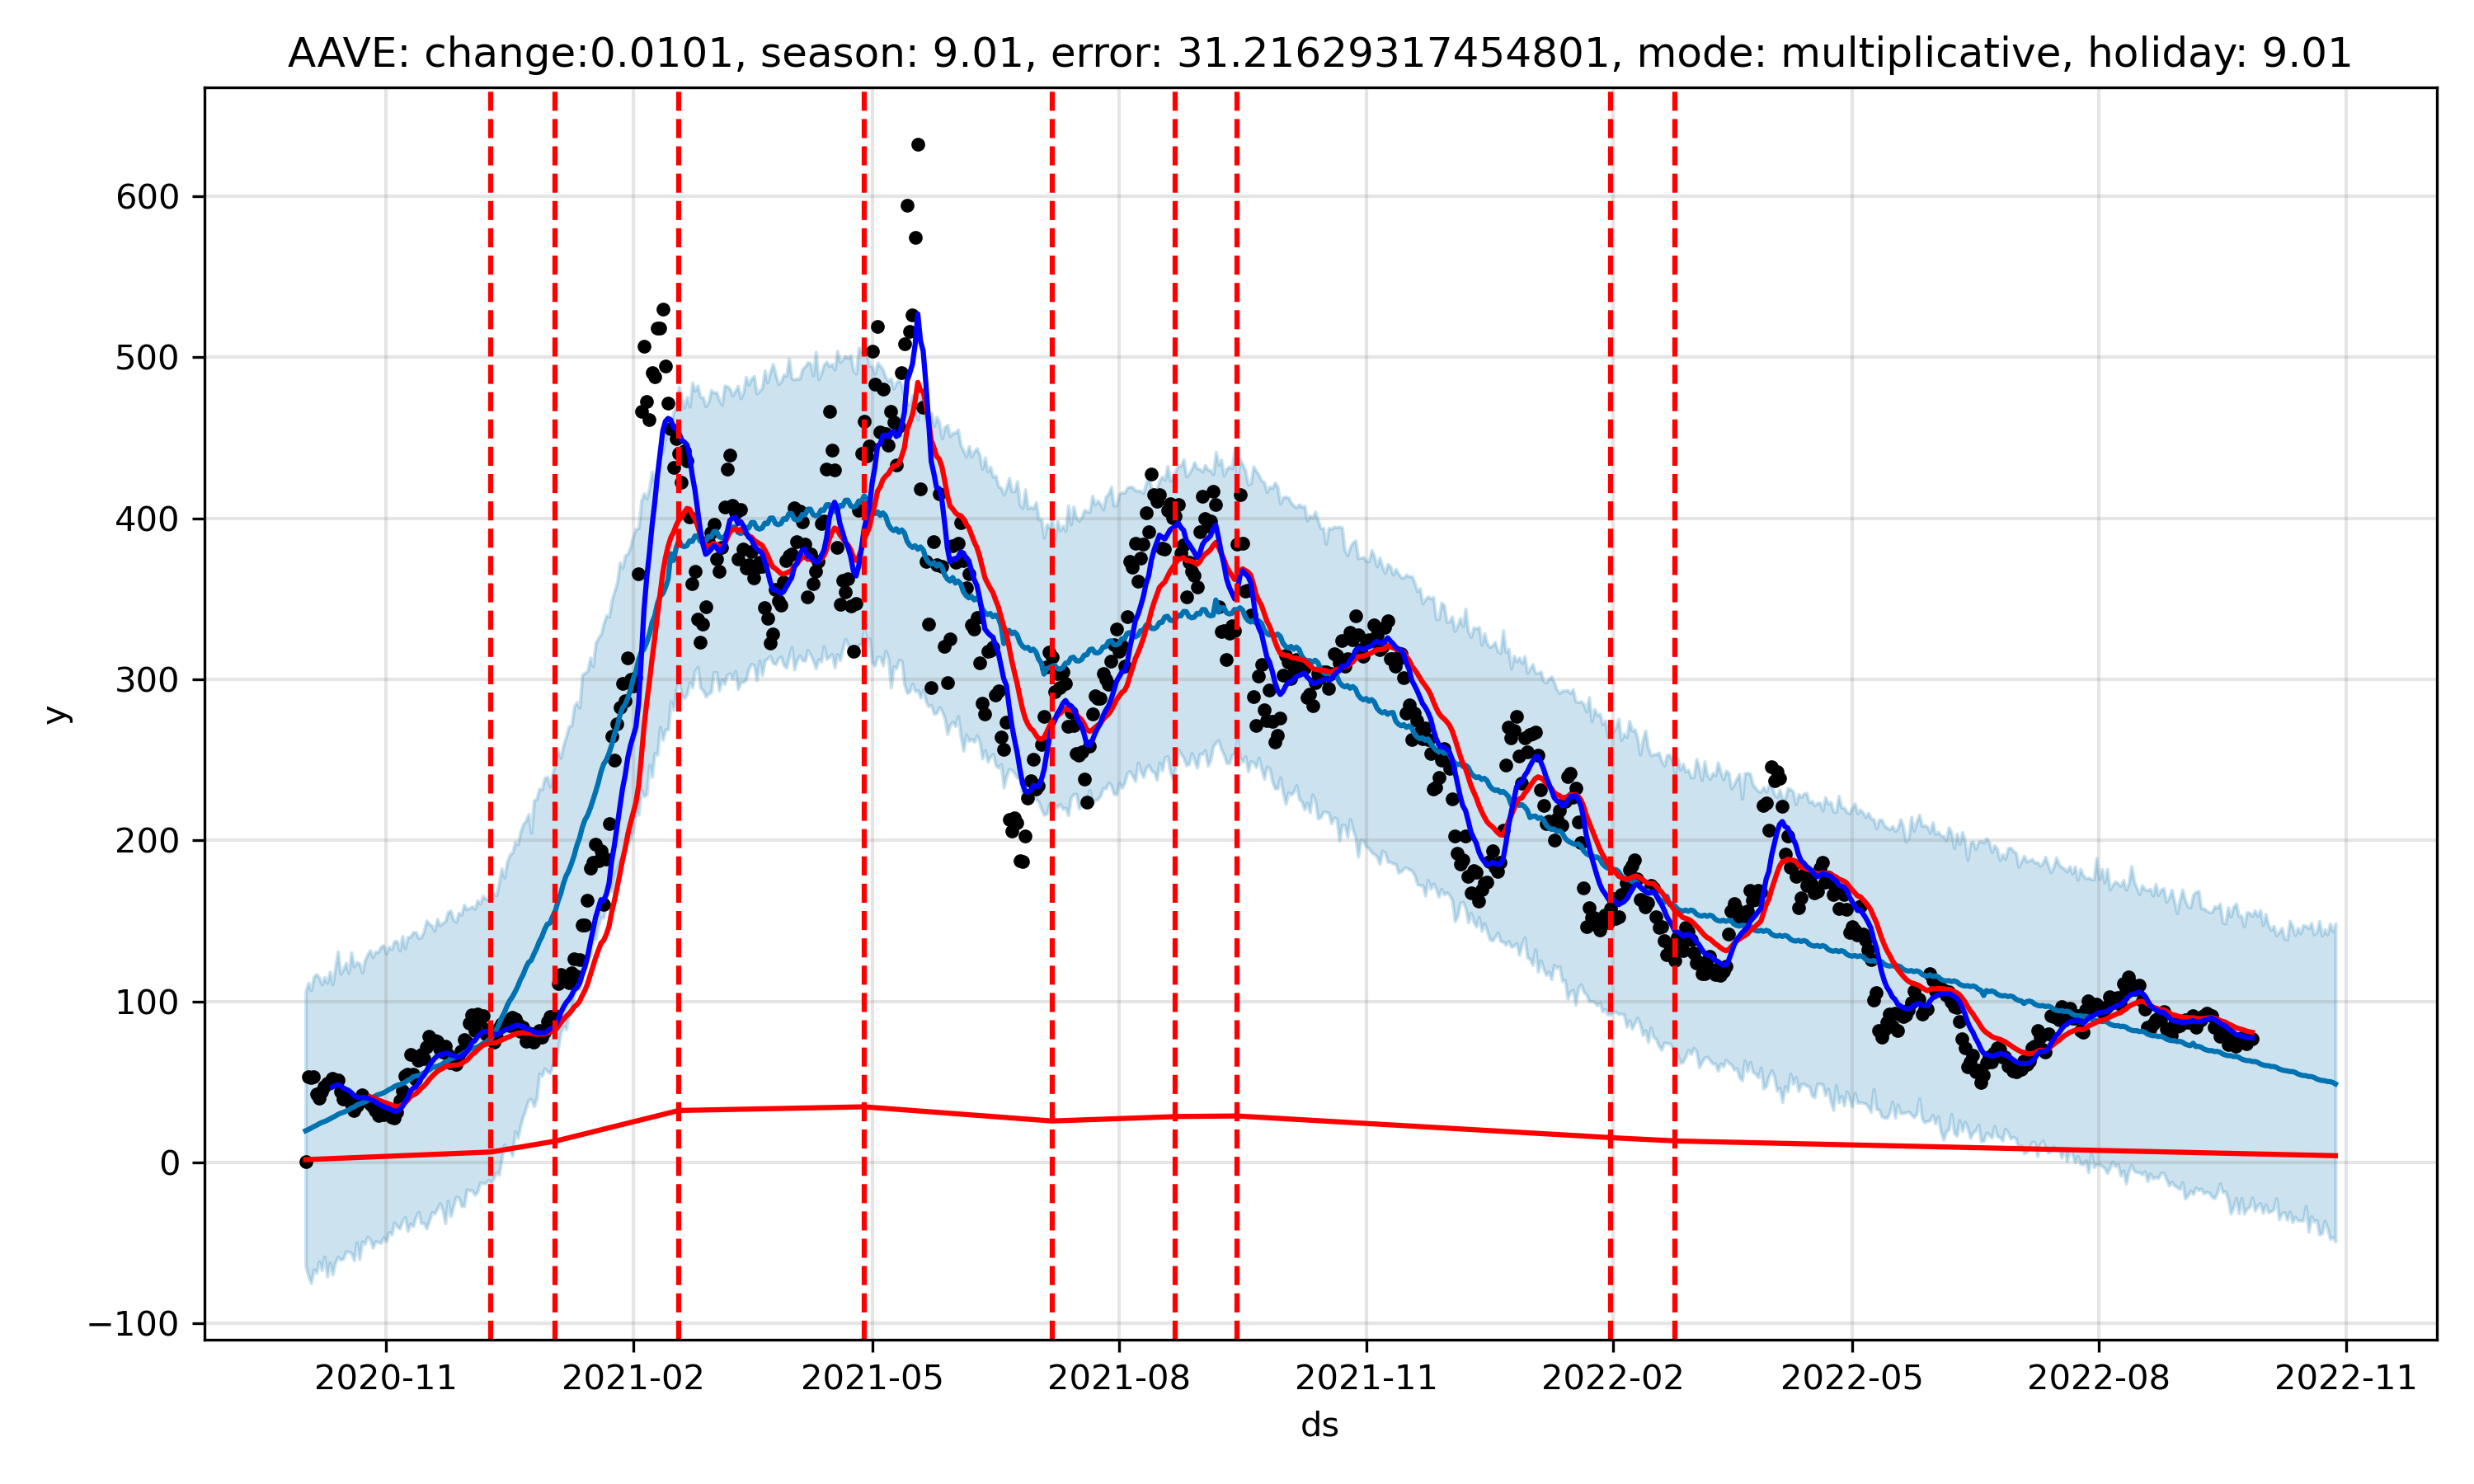 AAVE: change:0.0101, season: 9.01, error: 31.21629317454801, mode: multiplicative, holiday: 9.01
600
500
400
300
200
100
0
−100
y
2020-11 2021-02 2021-05 2021-08 2021-11 2022-02 2022-05 2022-08 2022-11
ds